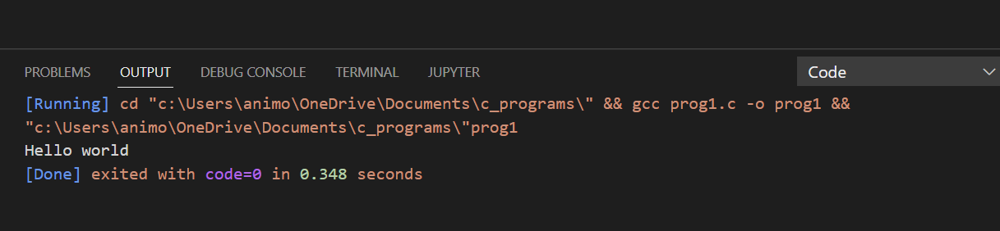 PROBLEMS OUTPUT DEBUG CONSOLE TERMINAL JUPYTER Code
[Running] cd "c:\Users\animo\OneDrive\Documents\c_programs\" && gcc prog1.c -o prog1 &&
"c:\Users\animo\OneDrive\Documents\c_programs\"prog1
Hello world
[Done] exited with code=0 in 0.348 seconds